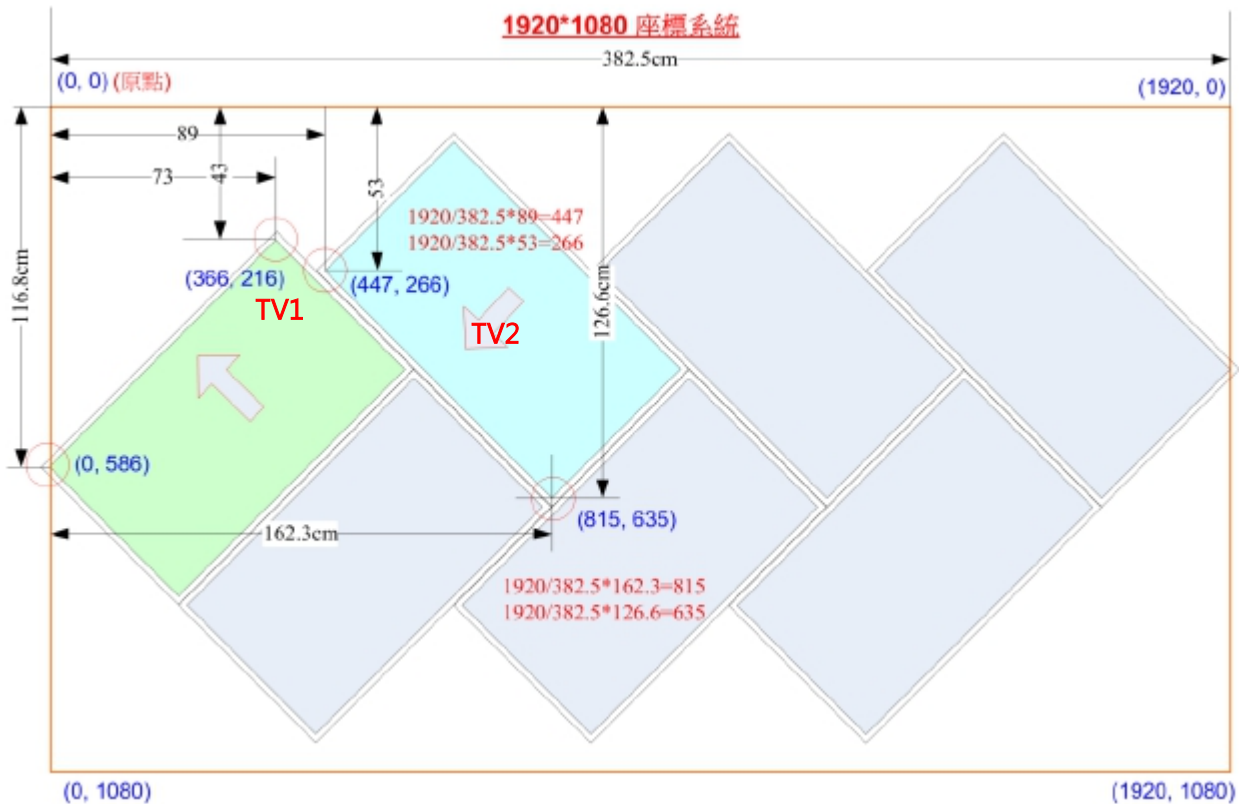 1920*1080 座標系統
382.5cm
(0, 0) (原點)
(1920, 0)
89
73
43
53
1920/382.5*89=447
1920/382.5*53=266
(366, 216)
(447, 266)
TV1
TV2
116.8cm
126.6cm
(0, 586)
(815, 635)
162.3cm
1920/382.5*162.3=815
1920/382.5*126.6=635
(0, 1080)
(1920, 1080)